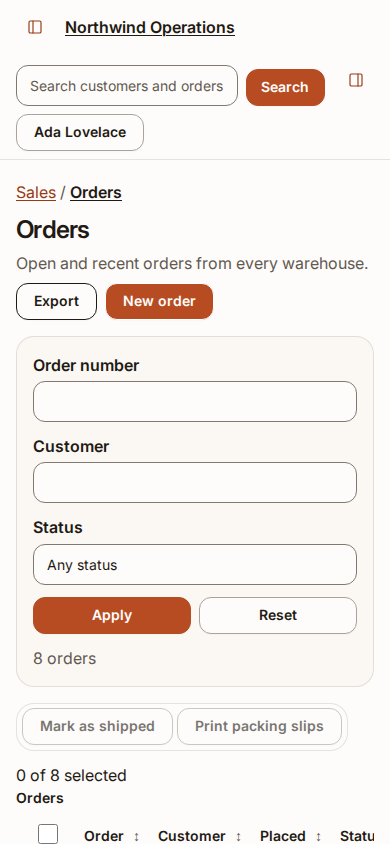 Northwind Operations
Search customers and orders Search
Ada Lovelace
Sales / Orders
Orders
Open and recent orders from every warehouse.
Export New order
Order number
Customer
Status
Any status
Apply Reset
8 orders
Mark as shipped Print packing slips
0 of 8 selected
Orders
Order ↕ Customer ↕ Placed ↕ Statu